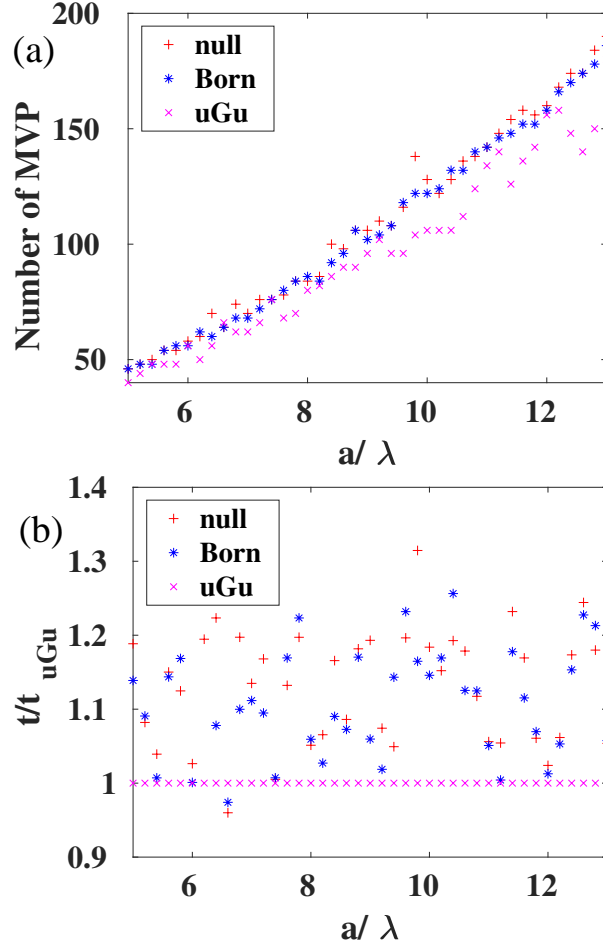 (a)
null
Born
uGu
200
150
100
50
Number of MVP
6 8 10 12
a/ λ
(b)
null
Born
uGu
1.4
1.3
1.2
1.1
1
0.9
t/t uGu
6 8 10 12
a/ λ